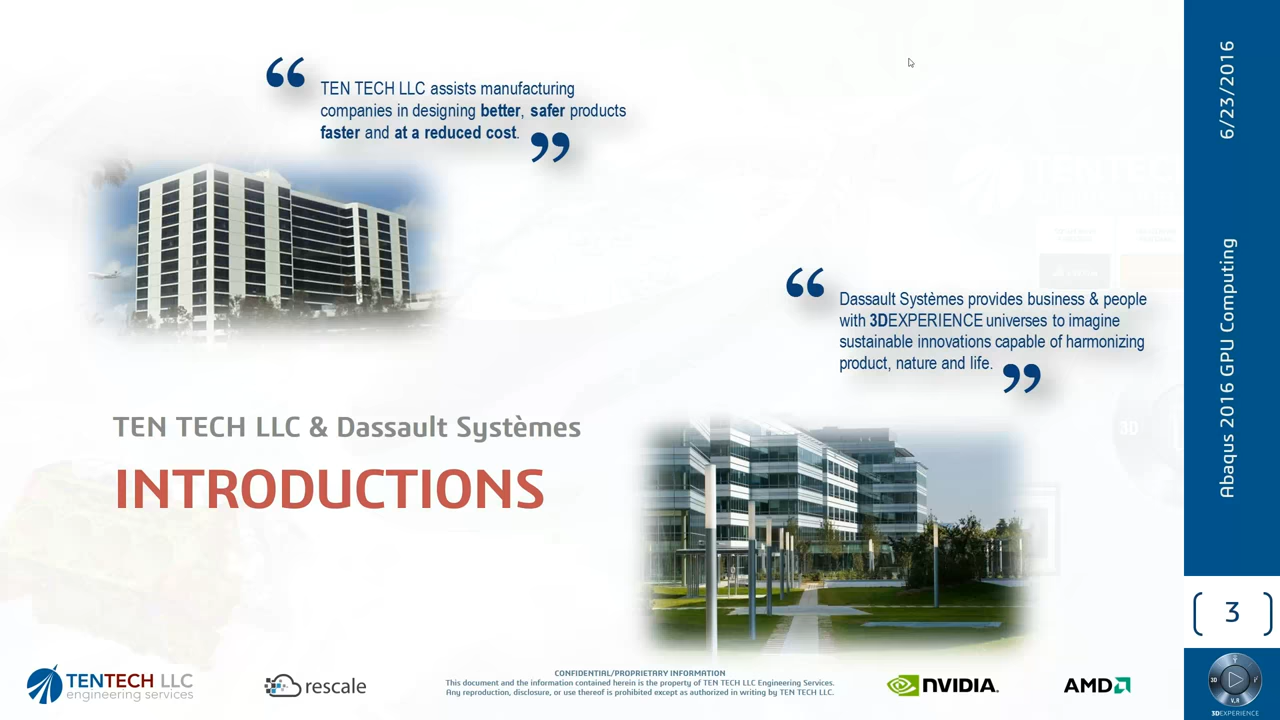 “ TEN TECH LLC assists manufacturing
companies in designing better, safer products
faster and at a reduced cost. ”
“ Dassault Systèmes provides business & people
with 3DEXPERIENCE universes to imagine
sustainable innovations capable of harmonizing
product, nature and life. ”
TEN TECH LLC & Dassault Systèmes
INTRODUCTIONS
6/23/2016
Abaqus 2016 GPU Computing
3
TENTECH LLC
engineering services
rescale
CONFIDENTIAL/PROPRIETARY INFORMATION
This document and the information contained herein is the property of TEN TECH LLC Engineering Services.
Any reproduction, disclosure, or use thereof is prohibited except as authorized in writing by TEN TECH LLC.
NVIDIA.
AMD
3D
V,R
3DEXPERIENCE
TENTECH
3D